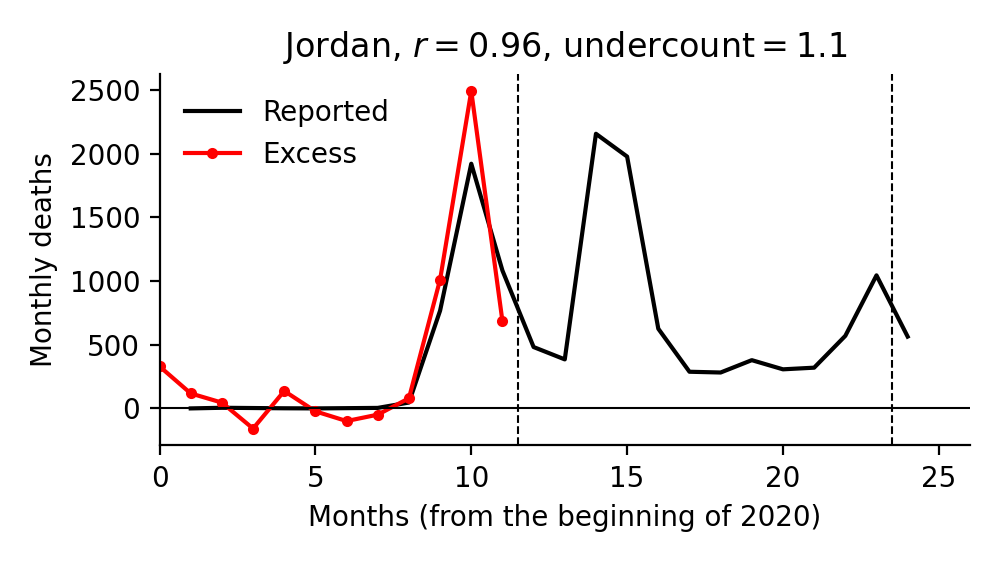 Jordan, r = 0.96, undercount = 1.1
Reported
Excess
Monthly deaths
2500
2000
1500
1000
500
0
0 5 10 15 20 25
Months (from the beginning of 2020)